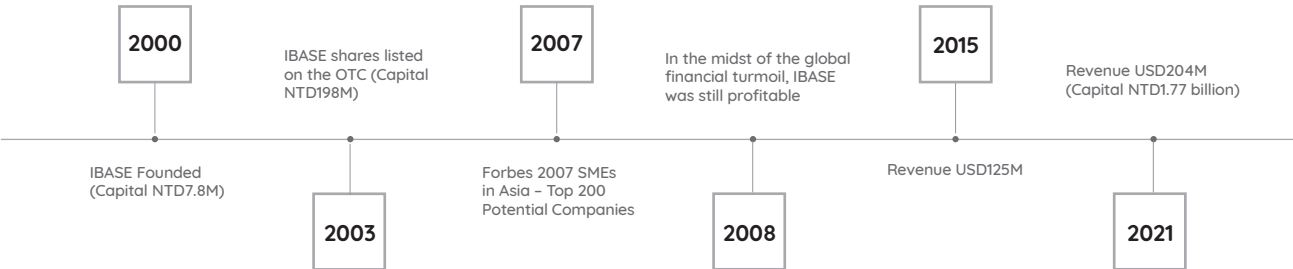 2000
IBASE Founded
(Capital NTD7.8M)
IBASE shares listed
on the OTC (Capital
NTD198M)
2003
2007
Forbes 2007 SMEs
in Asia – Top 200
Potential Companies
In the midst of the global
financial turmoil, IBASE
was still profitable
2008
2015
Revenue USD125M
Revenue USD204M
(Capital NTD1.77 billion)
2021